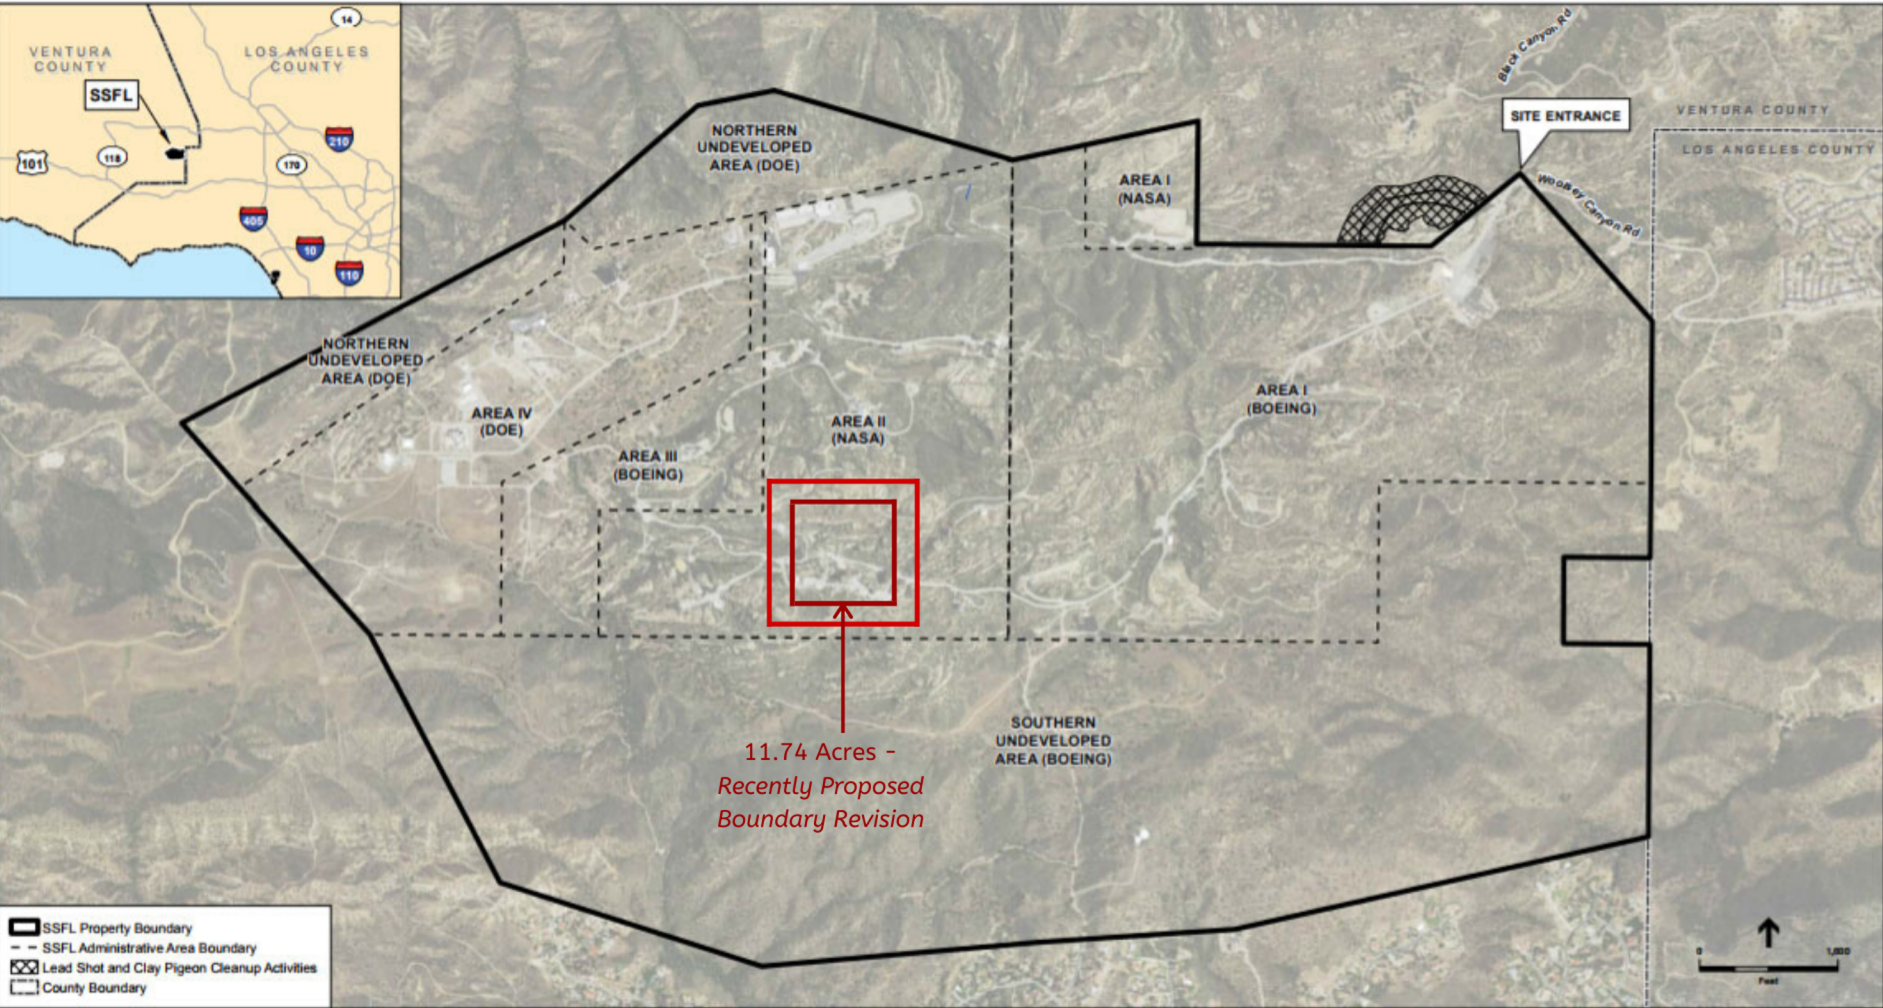 VENTURA
COUNTY
LOS ANGELES
COUNTY
SSFL
14
101
118
170
210
405
10
110
Black Canyon Rd
SITE ENTRANCE
VENTURA COUNTY
LOS ANGELES COUNTY
Woolsey Canyon Rd
NORTHERN
UNDEVELOPED
AREA (DOE)
AREA I
(NASA)
NORTHERN
UNDEVELOPED
AREA (DOE)
AREA IV
(DOE)
AREA III
(BOEING)
AREA II
(NASA)
AREA I
(BOEING)
11.74 Acres -
Recently Proposed
Boundary Revision
SOUTHERN
UNDEVELOPED
AREA (BOEING)
SSFL Property Boundary
SSFL Administrative Area Boundary
Lead Shot and Clay Pigeon Cleanup Activities
County Boundary
0
Feet